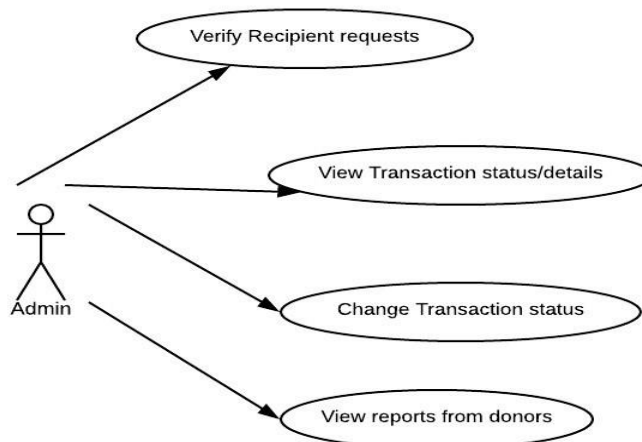 Verify Recipient requests
View Transaction status/details
Admin
Change Transaction status
View reports from donors